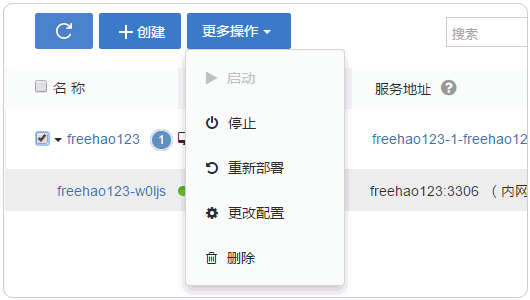 创建 更多操作 搜索
启动
名 称 服务地址
停止
freehao123 1 freehao123-1-freehao12
重新部署
freehao123-w0ljs freehao123:3306 （内网
更改配置
删除